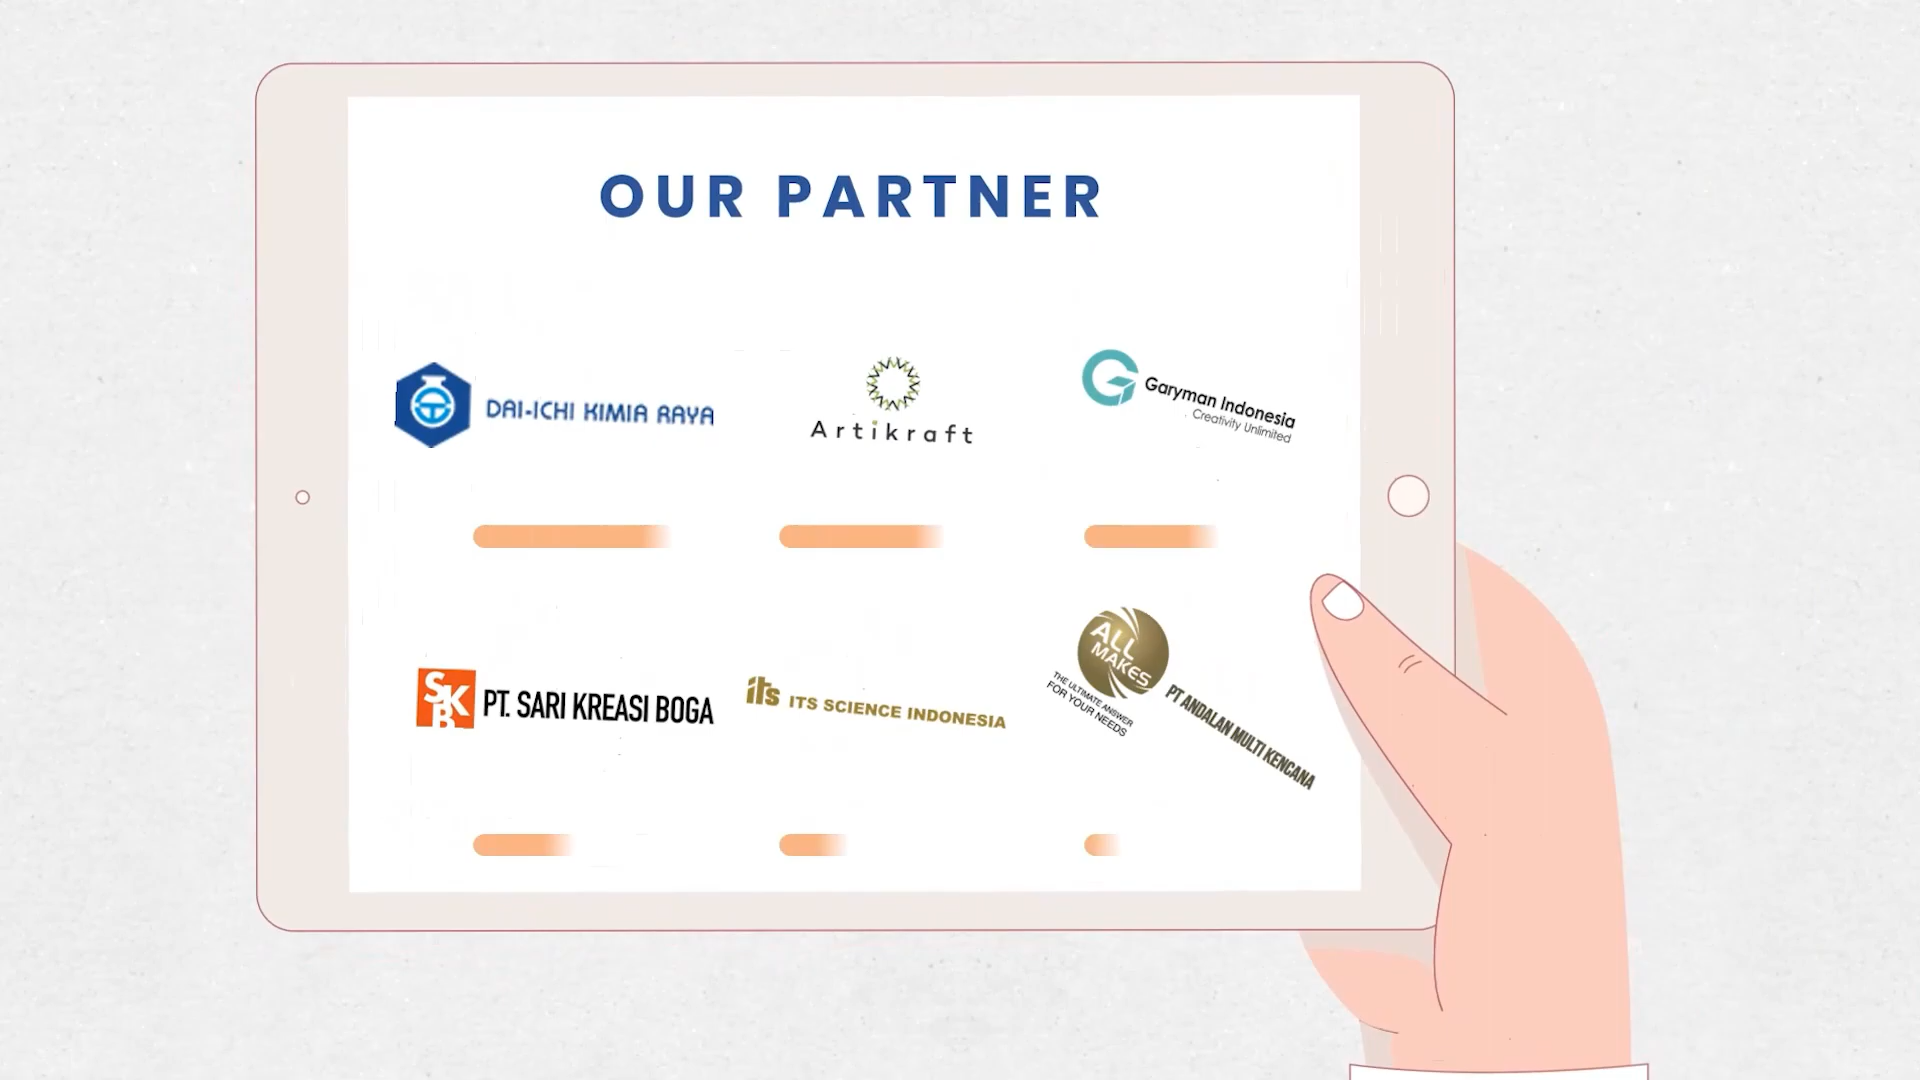 OUR PARTNER
DAI-ICHI KIMIA RAYA
Artikraft
G
Garyman Indonesia
Creativity Unlimited
SKB
PT. SARI KREASI BOGA
its
ITS SCIENCE INDONESIA
ALL
MAKES
THE ULTIMATE ANSWER
FOR YOUR NEEDS
PT ANDALAN MULTI KENCANA